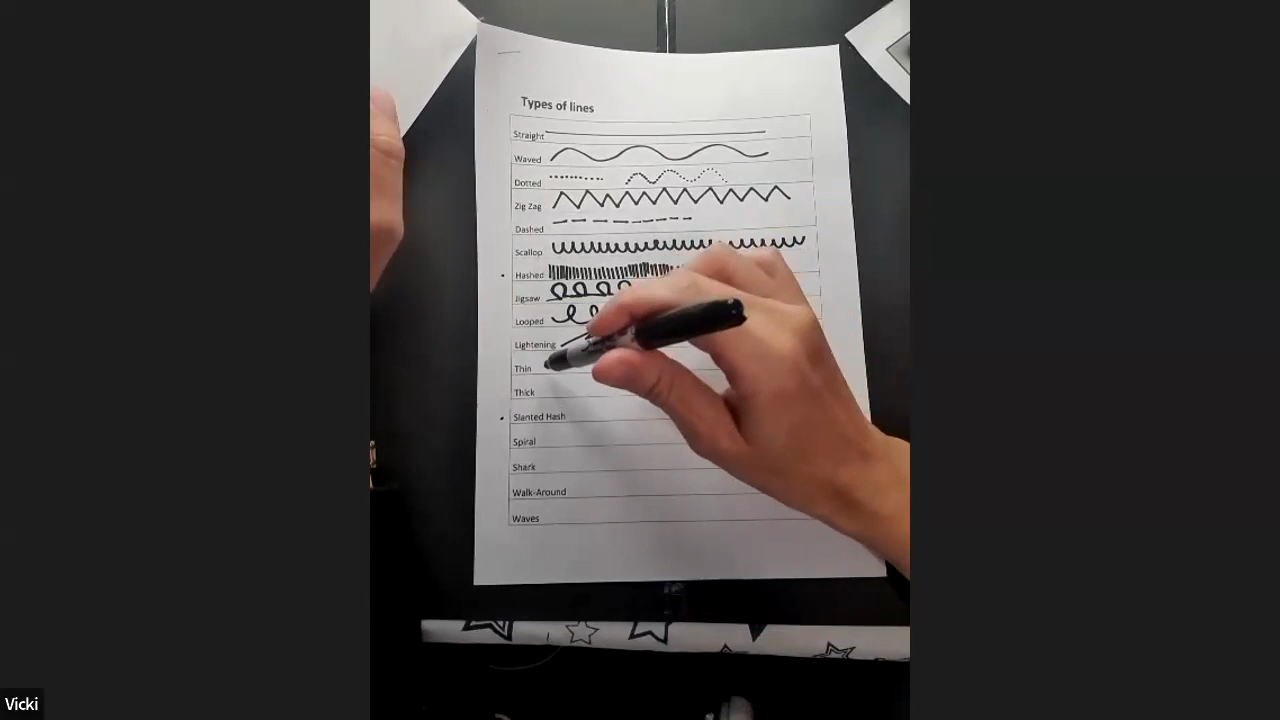 Types of lines
Straight
Waved
Dotted
Zig Zag
Dashed
Scallop
Hashed
Jigsaw
Looped
Lightening
Thin
Thick
Slanted Hash
Spiral
Shark
Walk-Around
Waves
Vicki